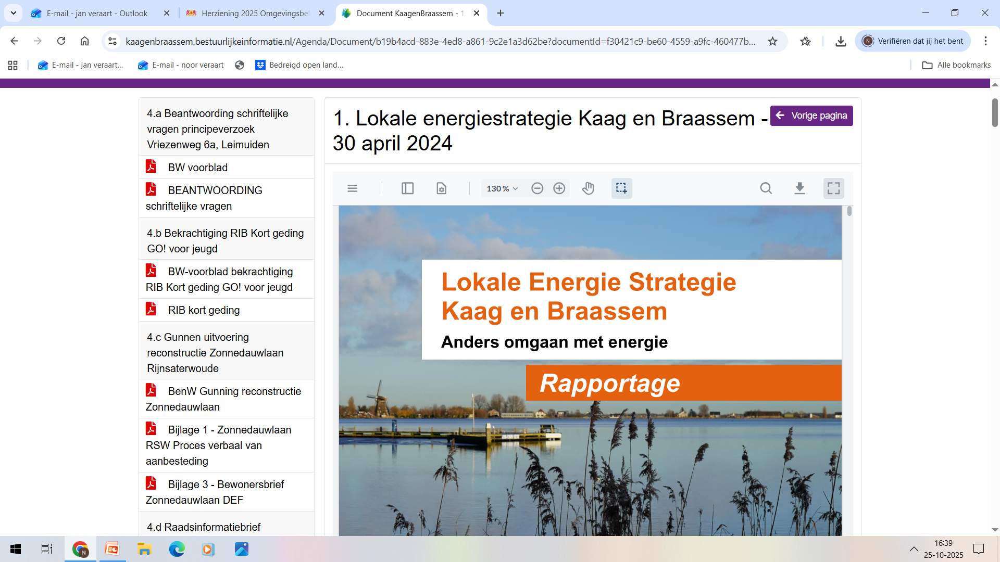 E-mail - jan veraart - Outlook
Herziening 2025 Omgevingsbel
Document KaagenBraassem - 1.
kaagenbraassem.bestuurlijkeinformatie.nl/Agenda/Document/b19b4acd-883e-4ed8-a861-9c2e1a3d62be?documentId=f30421c9-be60-4559-a9fc-460477b...
N
Verifiëren dat jij het bent
E-mail - jan veraart...
E-mail - noor veraart
Bedreigd open land...
Alle bookmarks
4.a Beantwoording schriftelijke
vragen principeverzoek
Vriezenweg 6a, Leimuiden
BW voorblad
BEANTWOORDING
schriftelijke vragen
4.b Bekrachtiging RIB Kort geding
GO! voor jeugd
BW-voorblad bekrachtiging
RIB Kort geding GO! voor jeugd
RIB kort geding
4.c Gunnen uitvoering
reconstructie Zonnedauwlaan
Rijnsaterwoude
BenW Gunning reconstructie
Zonnedauwlaan
Bijlage 1 - Zonnedauwlaan
RSW Proces verbaal van
aanbesteding
Bijlage 3 - Bewonersbrief
Zonnedauwlaan DEF
4.d Raadsinformatiebrief
1. Lokale energiestrategie Kaag en Braassem -
30 april 2024
Vorige pagina
130 %
Lokale Energie Strategie
Kaag en Braassem
Anders omgaan met energie
Rapportage
N
16:39
25-10-2025